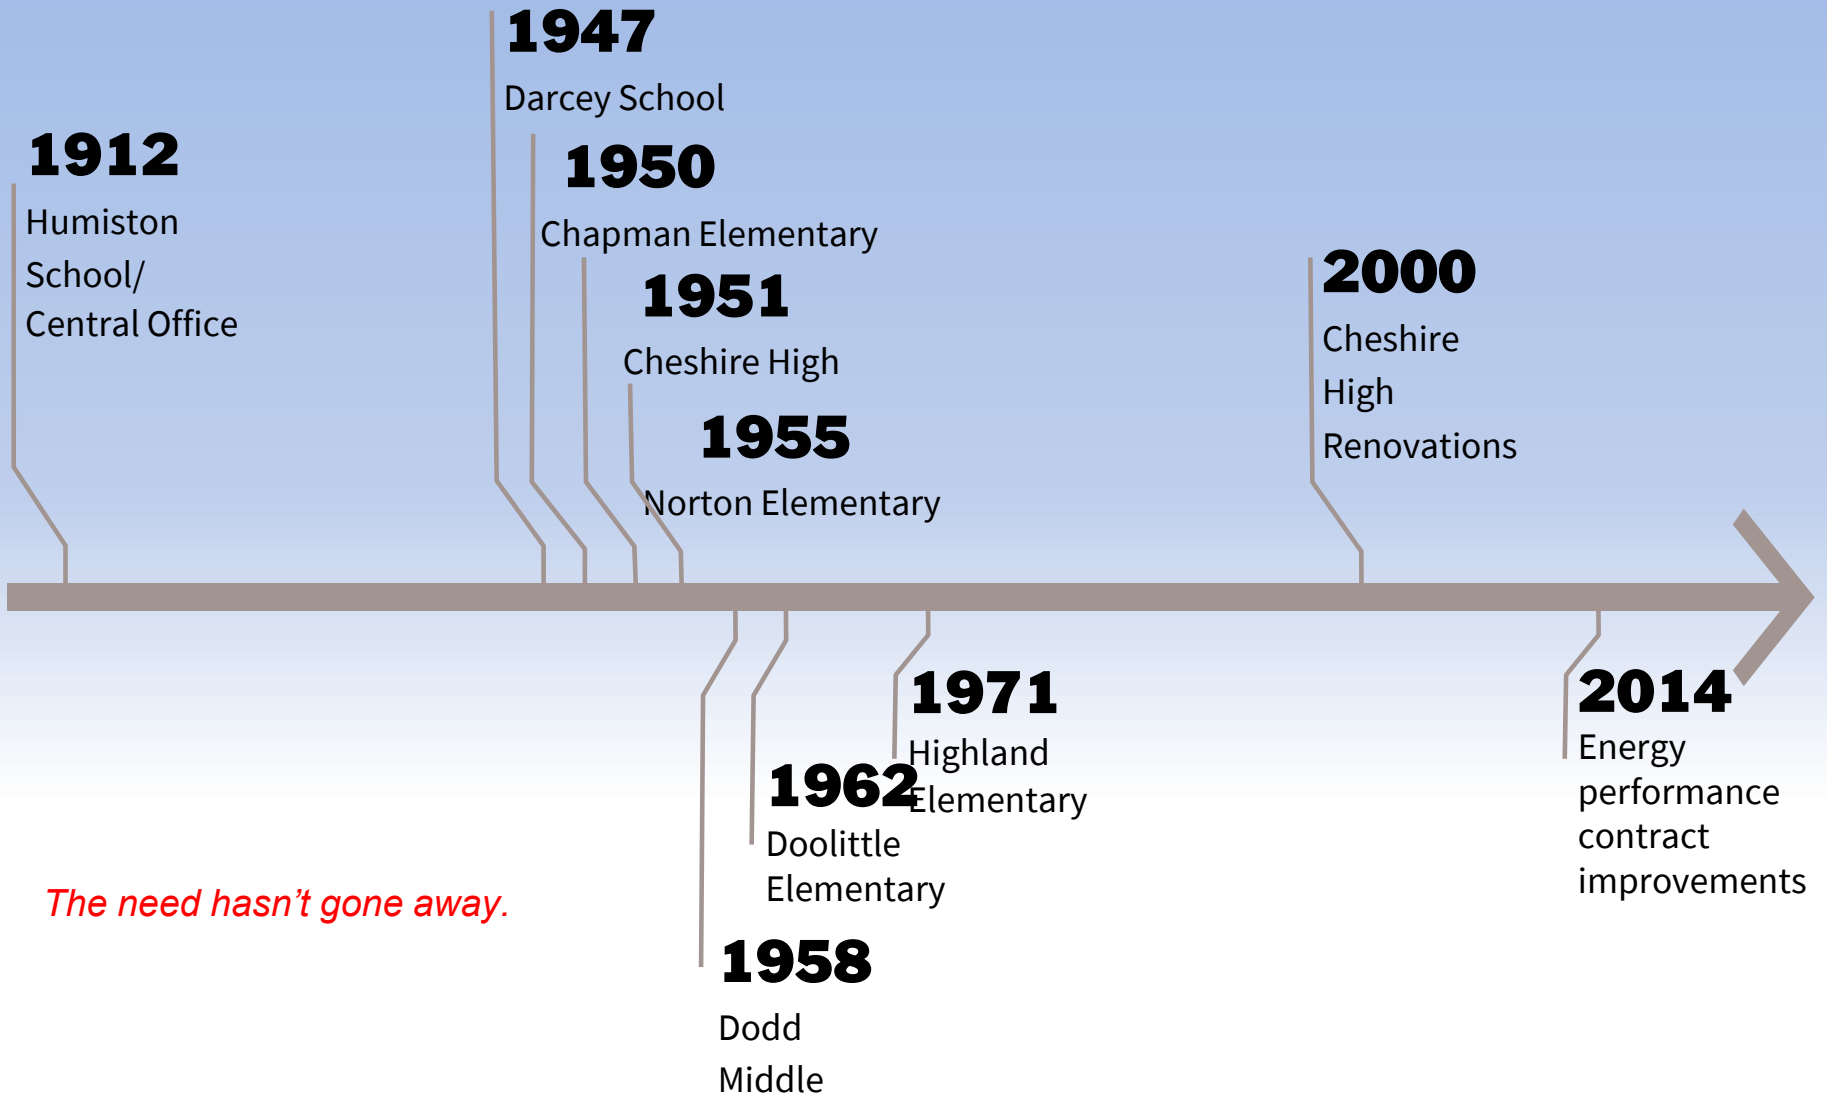 1912
Humiston
School/
Central Office
1947
Darcey School
1950
Chapman Elementary
1951
Cheshire High
1955
Norton Elementary
1958
Dodd
Middle
1962
Doolittle
Elementary
1971
Highland
Elementary
2000
Cheshire
High
Renovations
2014
Energy
performance
contract
improvements
The need hasn’t gone away.